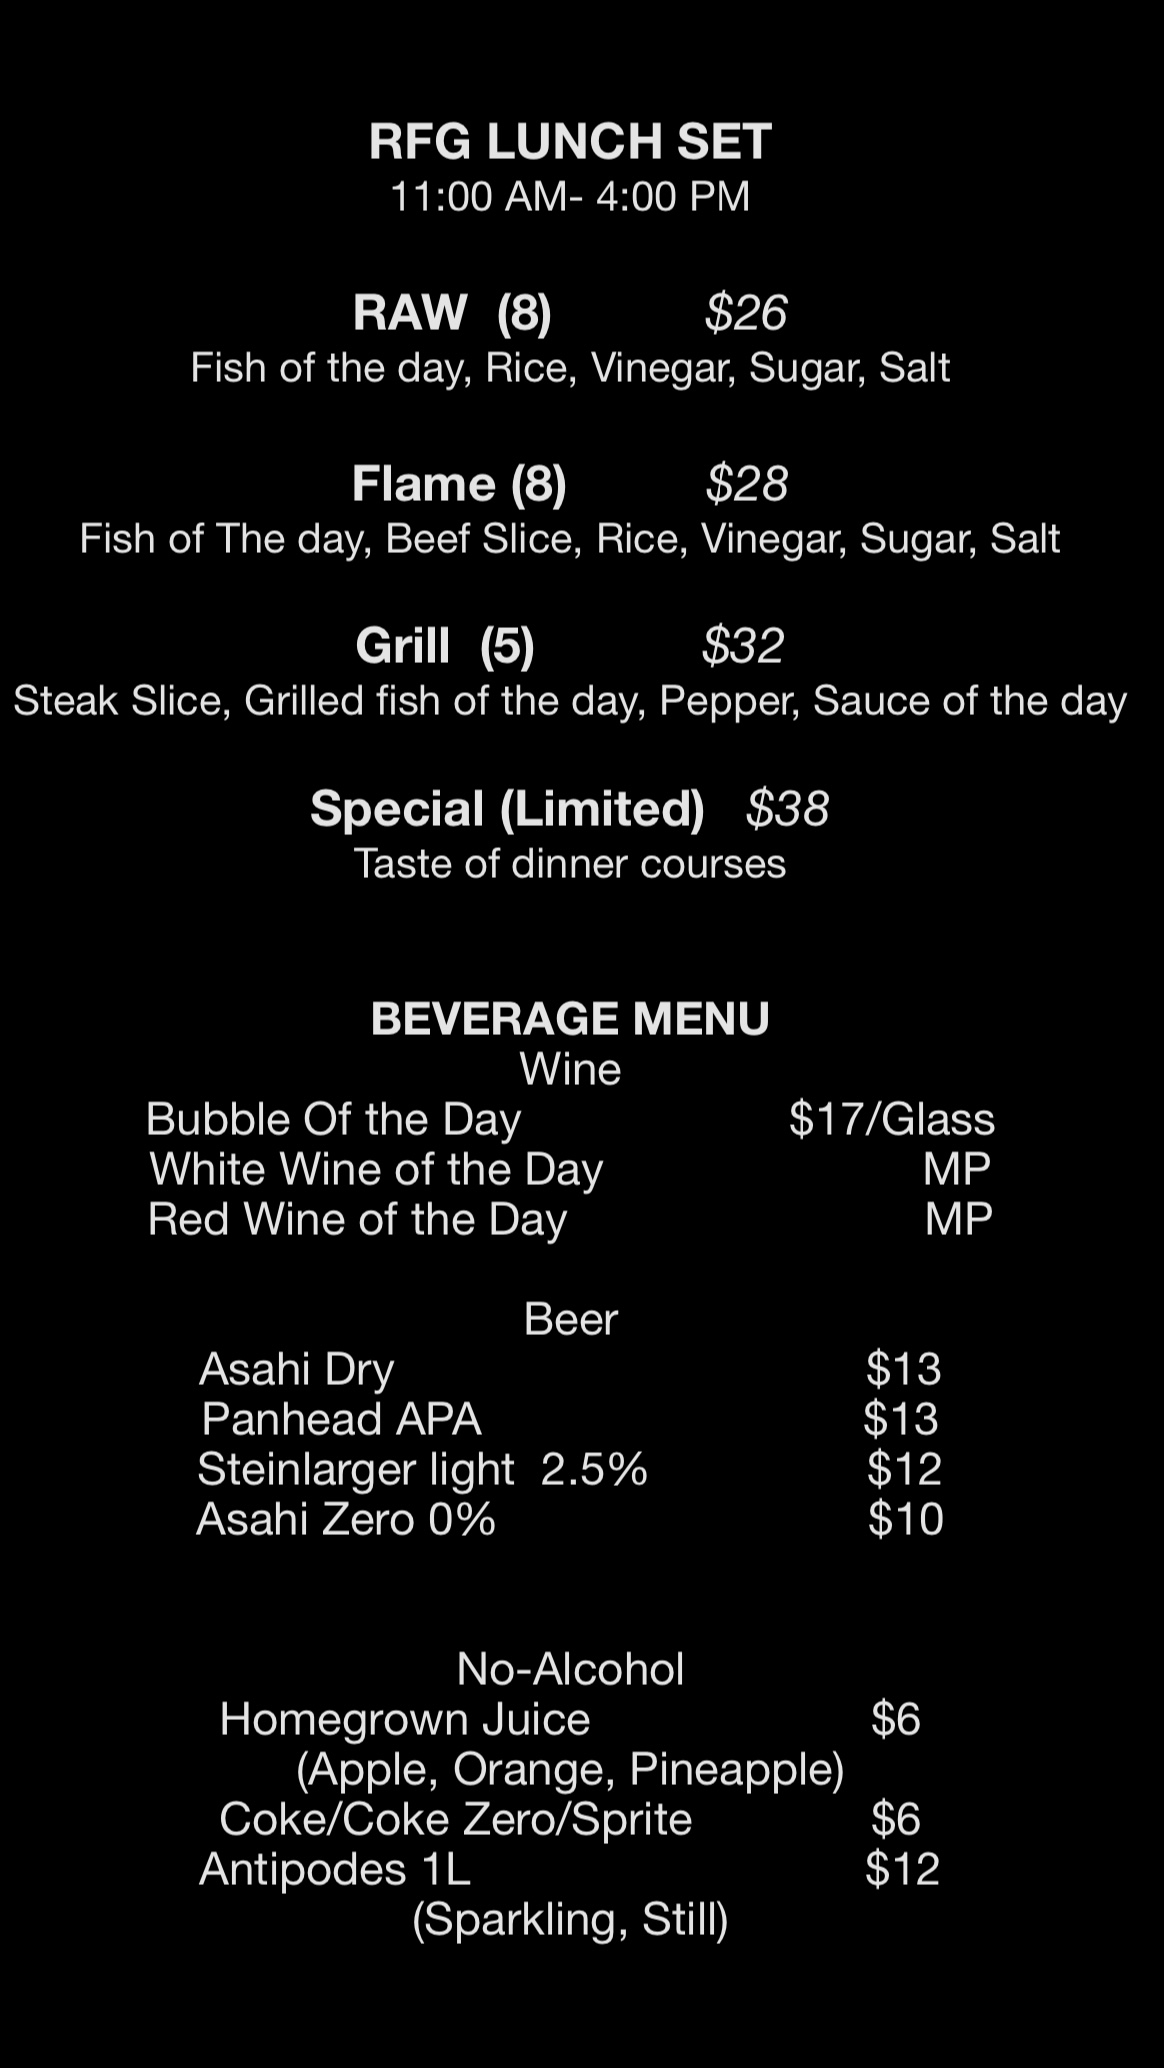 RFG LUNCH SET
11:00 AM- 4:00 PM
RAW (8) $26
Fish of the day, Rice, Vinegar, Sugar, Salt
Flame (8) $28
Fish of The day, Beef Slice, Rice, Vinegar, Sugar, Salt
Grill (5) $32
Steak Slice, Grilled fish of the day, Pepper, Sauce of the day
Special (Limited) $38
Taste of dinner courses
BEVERAGE MENU
Wine
Bubble Of the Day $17/Glass
White Wine of the Day MP
Red Wine of the Day MP
Beer
Asahi Dry $13
Panhead APA $13
Steinlarger light 2.5% $12
Asahi Zero 0% $10
No-Alcohol
Homegrown Juice $6
(Apple, Orange, Pineapple)
Coke/Coke Zero/Sprite $6
Antipodes 1L $12
(Sparkling, Still)